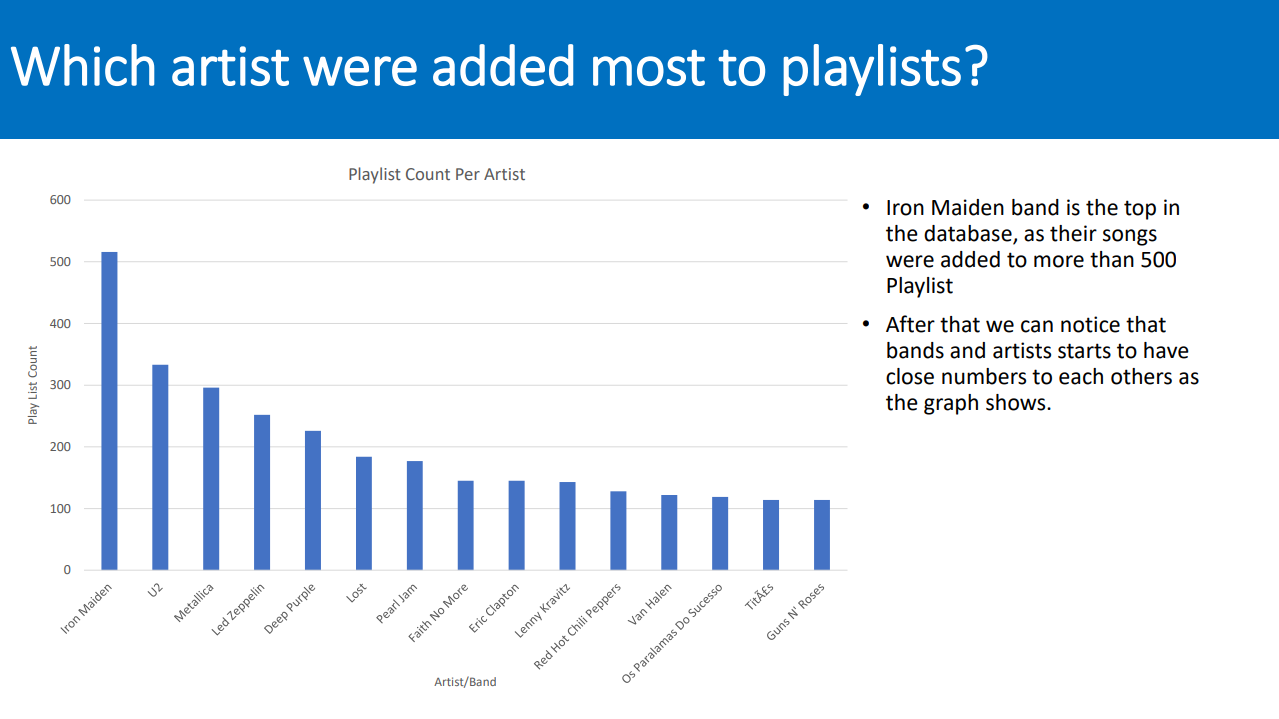 Which artist were added most to playlists?
Playlist Count Per Artist
600
500
400
300
200
100
0
Play List Count
Iron Maiden
U2
Metallica
Led Zeppelin
Deep Purple
Lost
Pearl Jam
Faith No More
Eric Clapton
Lenny Kravitz
Red Hot Chili Peppers
Van Halen
Os Paralamas Do Sucesso
TitÃ£s
Guns N' Roses
Artist/Band
• Iron Maiden band is the top in
the database, as their songs
were added to more than 500
Playlist
• After that we can notice that
bands and artists starts to have
close numbers to each others as
the graph shows.